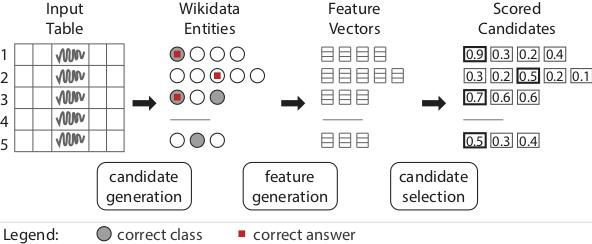 Input Table
Wikidata Entities
Feature Vectors
Scored Candidates
1
0.9 0.3 0.2 0.4
2
0.3 0.2 0.5 0.2 0.1
3
0.7 0.6 0.6
4
5
0.5 0.3 0.4
candidate generation
feature generation
candidate selection
Legend: correct class correct answer